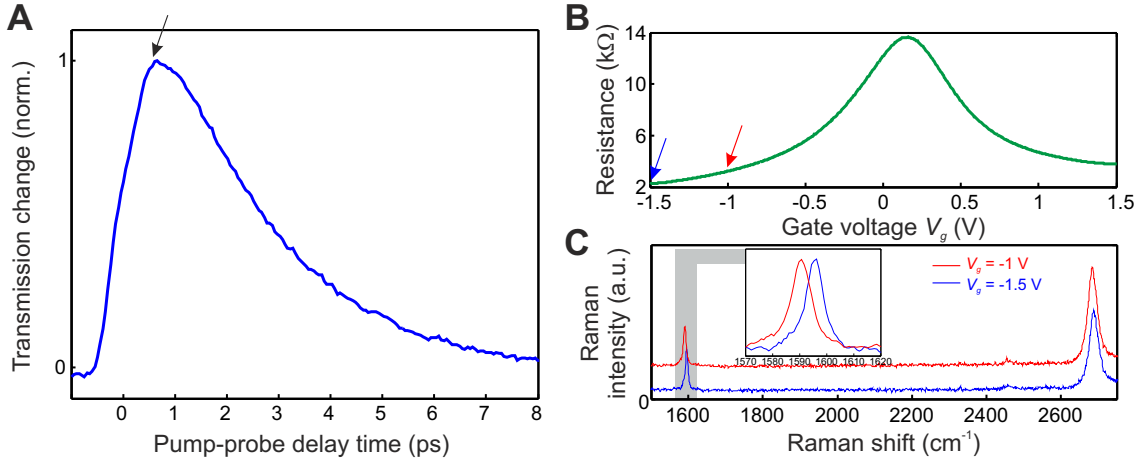 A
Transmission change (norm.)
1
0
0 1 2 3 4 5 6 7 8
Pump-probe delay time (ps)
B
Resistance (kΩ)
14
10
6
2
-1.5 -1 -0.5 0 0.5 1 1.5
Gate voltage Vg (V)
C
Raman
intensity (a.u.)
0
1570 1580 1590 1600 1610 1620
Vg = -1 V
Vg = -1.5 V
1600 1800 2000 2200 2400 2600
Raman shift (cm-1)